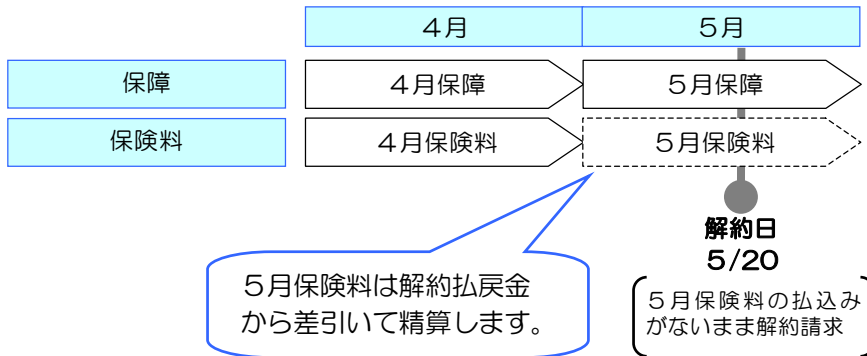 4月 5月
保障 4月保障 5月保障
保険料 4月保険料 5月保険料
解約日
5/20
5月保険料は解約払戻金
から差引いて精算します。
5月保険料の払込み
がないまま解約請求